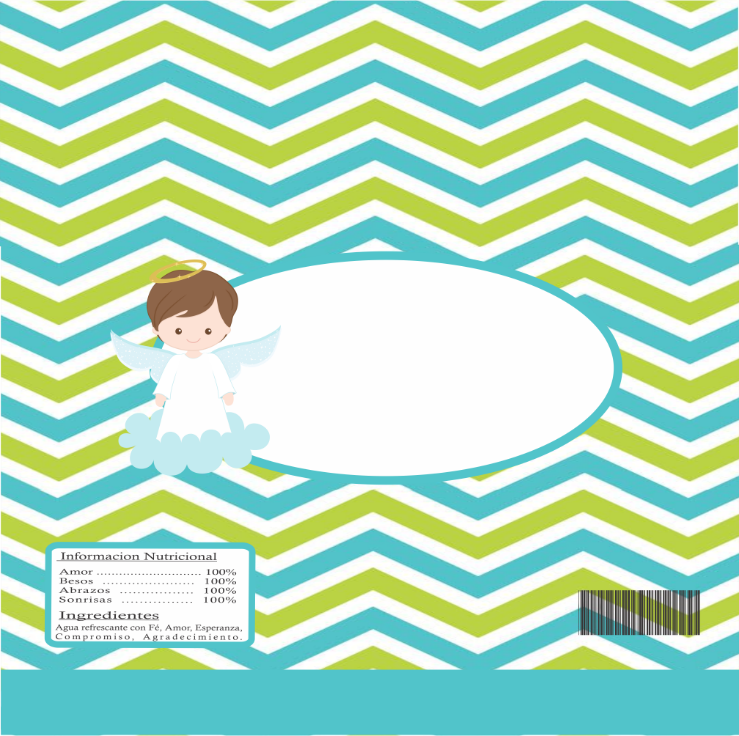 Informacion Nutricional
Amor ........................... 100%
Besos ....................... 100%
Abrazos ................. 100%
Sonrisas ................ 100%
Ingredientes
Agua refrescante con Fé, Amor, Esperanza,
Compromiso, Agradecimiento.